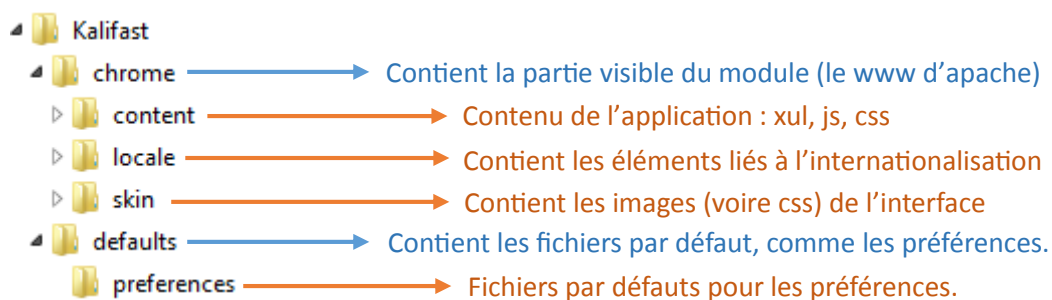 Kalifast
chrome Contient la partie visible du module (le www d’apache)
content Contenu de l’application : xul, js, css
locale Contient les éléments liés à l’internationalisation
skin Contient les images (voire css) de l’interface
defaults Contient les fichiers par défaut, comme les préférences.
preferences Fichiers par défauts pour les préférences.